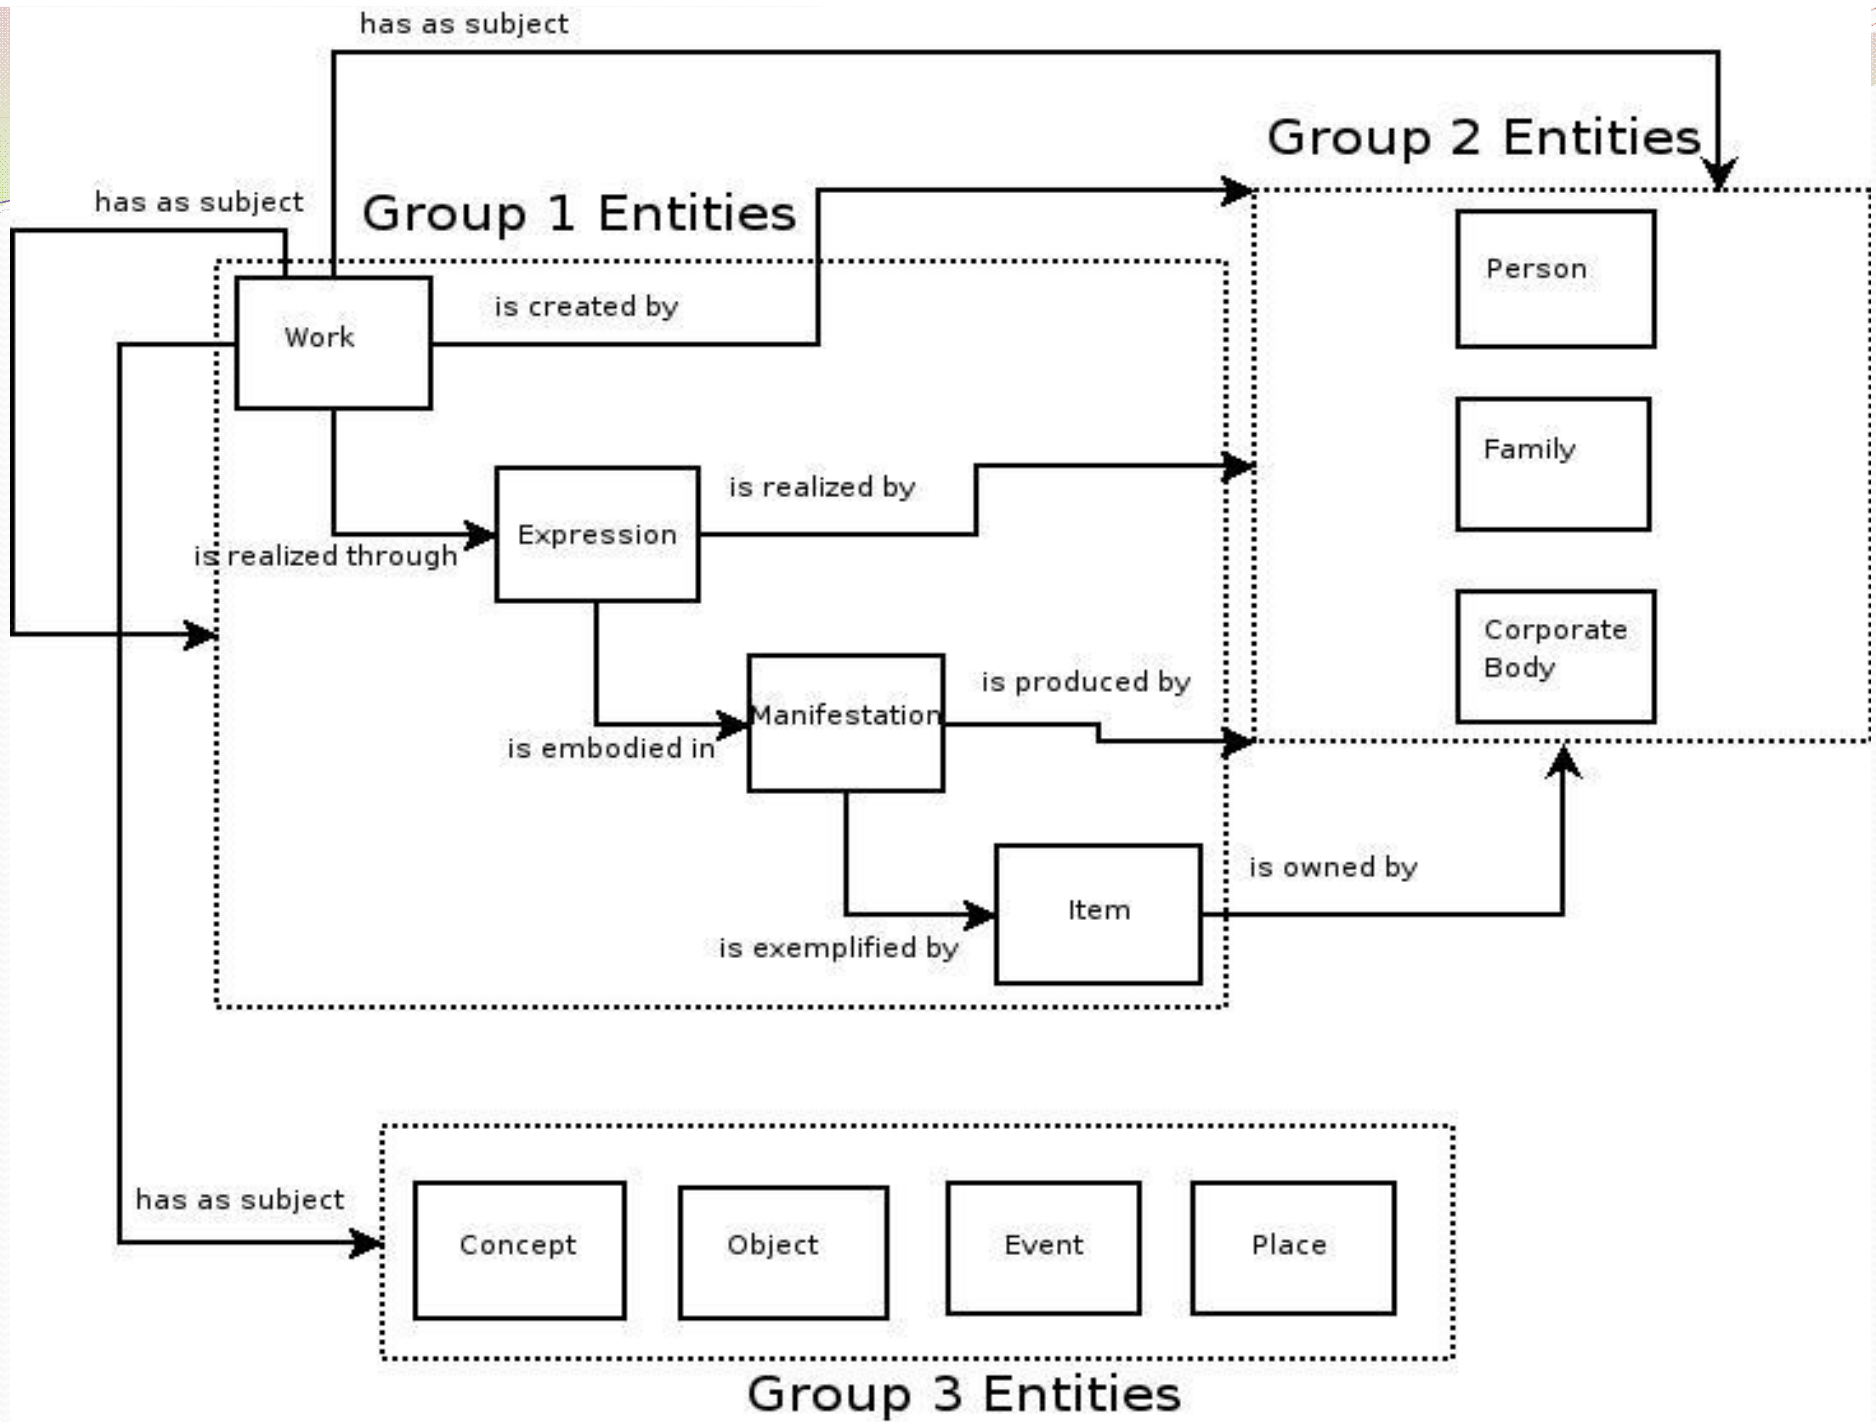 has as subject
Group 2 Entities
has as subject
Group 1 Entities
Person
Work
is created by
Family
is realized by
Expression
is realized through
Corporate
Body
is produced by
Manifestation
is embodied in
is owned by
Item
is exemplified by
has as subject
Concept
Object
Event
Place
Group 3 Entities